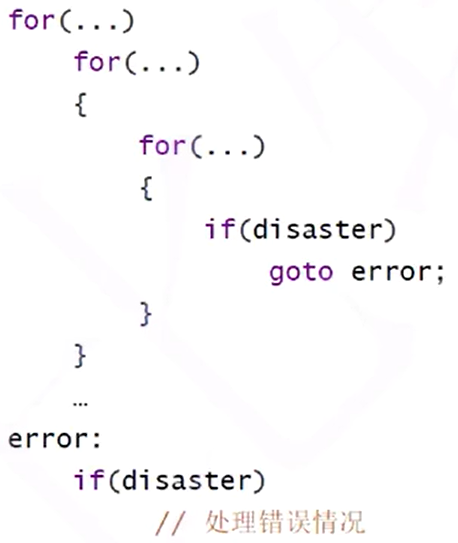 for(...)
    for(...)
    {
        for(...)
        {
            if(disaster)
                goto error;
        }
    }
    …
error:
    if(disaster)
         // 处理错误情况